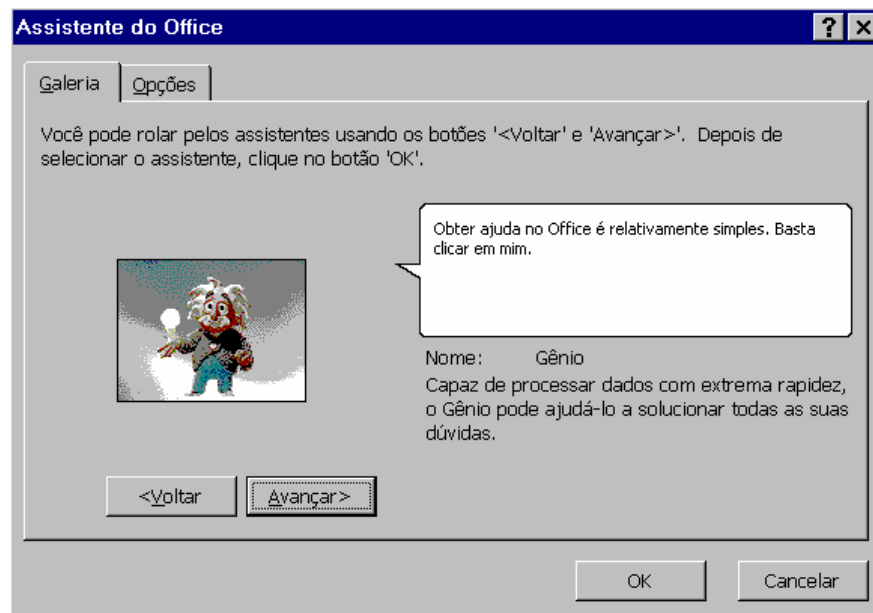 Assistente do Office
Galeria
Opções
Você pode rolar pelos assistentes usando os botões '<Voltar' e 'Avançar>'. Depois de
selecionar o assistente, clique no botão 'OK'.
Obter ajuda no Office é relativamente simples. Basta
clicar em mim.
Nome: Gênio
Capaz de processar dados com extrema rapidez,
o Gênio pode ajudá-lo a solucionar todas as suas
dúvidas.
<Voltar
Avançar>
OK
Cancelar